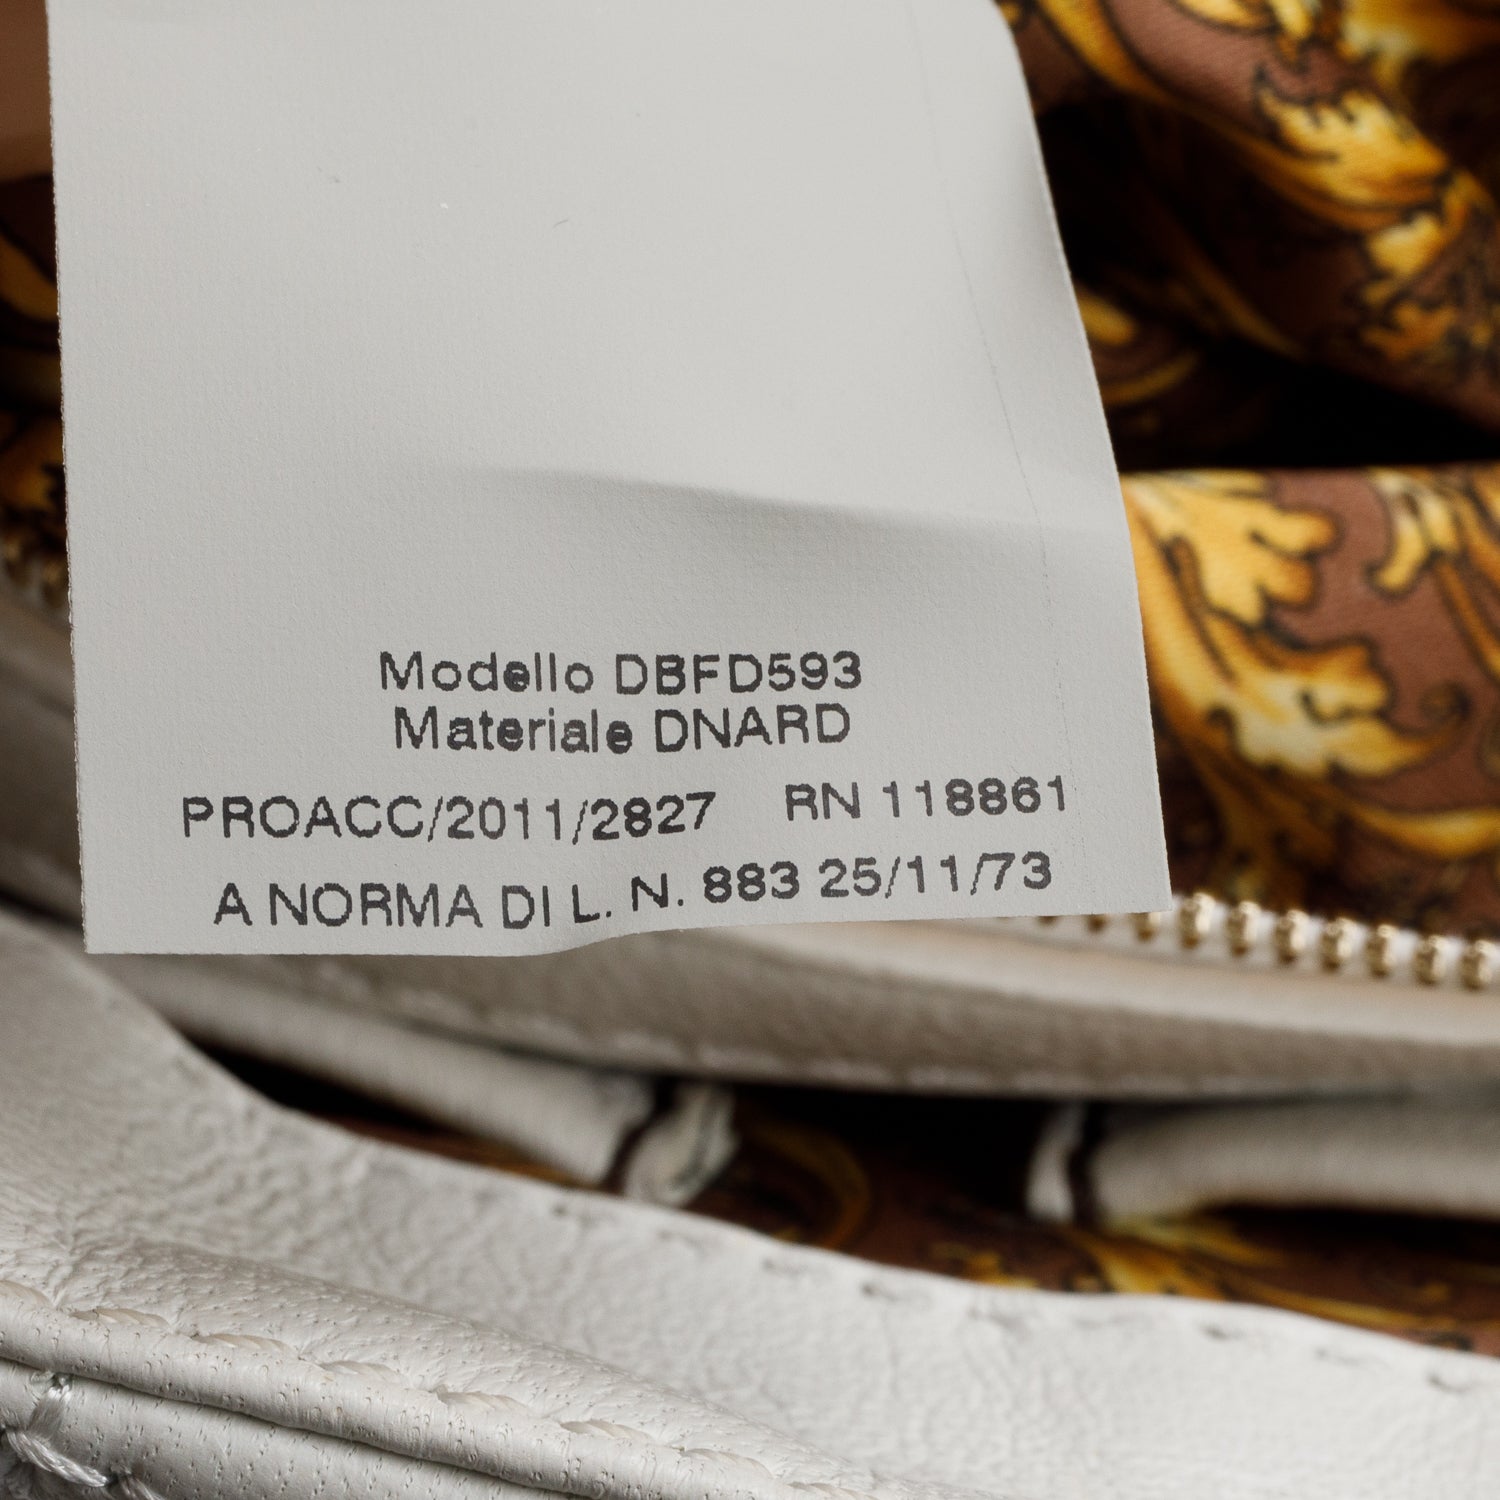 Modello DBFD593
Materiale DNARD
PROACC/2011/2827 RN 118861
A NORMA DI L. N. 883 25/11/73